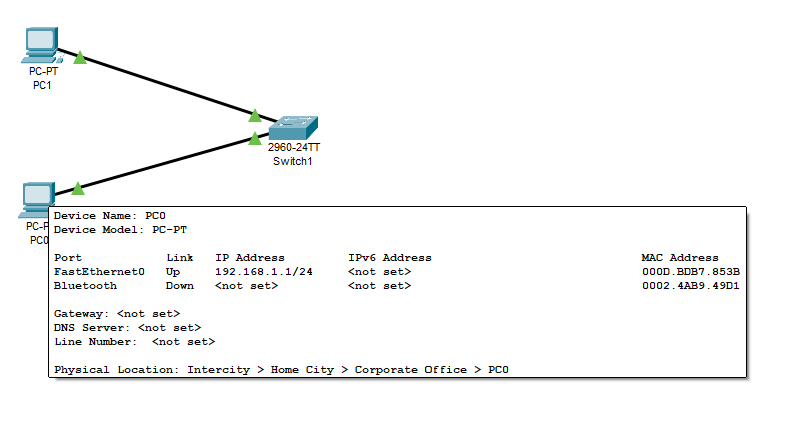 PC-PT
PC1
2960-24TT
Switch1
PC-P
PC0
Device Name: PC0
Device Model: PC-PT
Port Link IP Address IPv6 Address MAC Address
FastEthernet0 Up 192.168.1.1/24 <not set> 000D.BDB7.853B
Bluetooth Down <not set> <not set> 0002.4AB9.49D1
Gateway: <not set>
DNS Server: <not set>
Line Number: <not set>
Physical Location: Intercity > Home City > Corporate Office > PC0